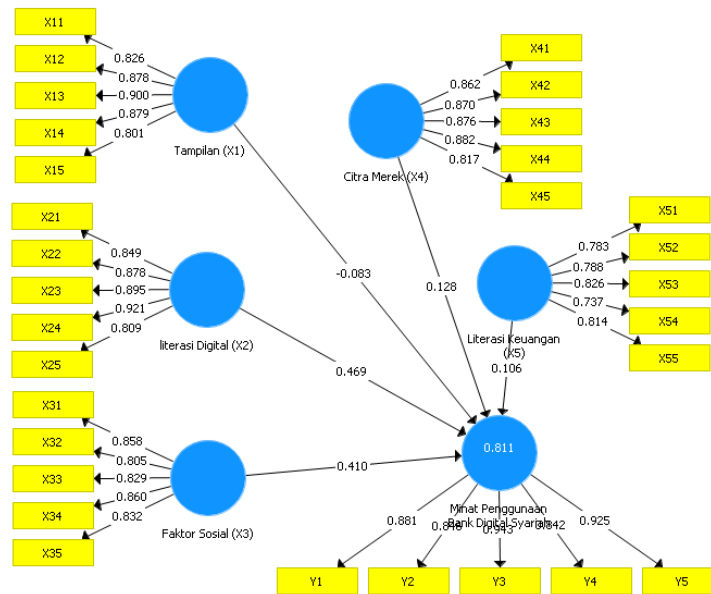 X11
X12
X13
X14
X15
0.826
0.878
0.900
0.879
0.801
Tampilan (X1)
X41
X42
X43
X44
X45
0.862
0.870
0.876
0.882
0.817
Citra Merek (X4)
X21
X22
X23
X24
X25
0.849
0.878
0.895
0.921
0.809
literasi Digital (X2)
X51
X52
X53
X54
X55
0.783
0.788
0.826
0.737
0.814
Literasi Keuangan
(X5)
-0.083
0.128
0.106
0.469
0.410
X31
X32
X33
X34
X35
0.858
0.805
0.829
0.860
0.832
Faktor Sosial (X3)
0.811
Minat Penggunaan
Bank Digital Syariah
0.881
0.943
0.842
0.925
Y1
Y2
Y3
Y4
Y5